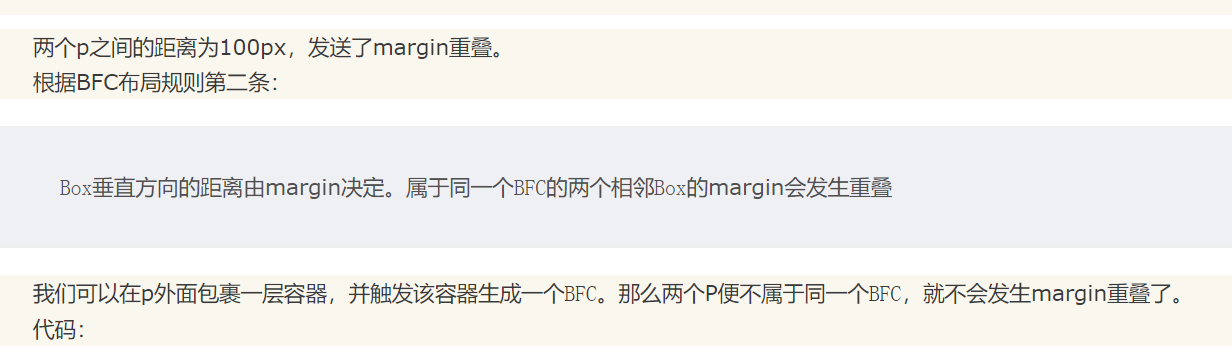 两个p之间的距离为100px，发送了margin重叠。
根据BFC布局规则第二条：
Box垂直方向的距离由margin决定。属于同一个BFC的两个相邻Box的margin会发生重叠
我们可以在p外面包裹一层容器，并触发该容器生成一个BFC。那么两个P便不属于同一个BFC，就不会发生margin重叠了。
代码：